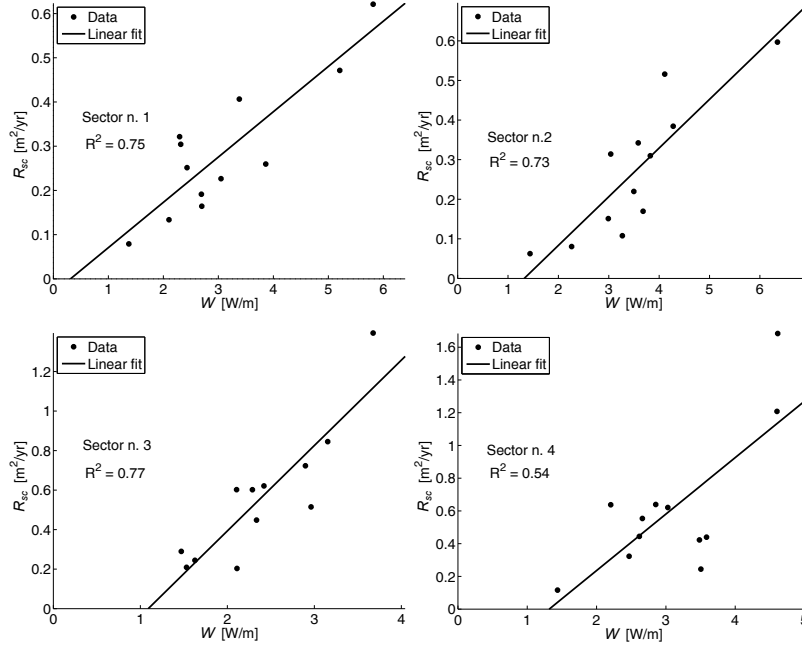 Data
Linear fit
Sector n. 1
R² = 0.75
R_sc [m²/yr]
0.6
0.5
0.4
0.3
0.2
0.1
0
0 1 2 3 4 5 6
W [W/m]
Data
Linear fit
Sector n.2
R² = 0.73
R_sc [m²/yr]
0.6
0.5
0.4
0.3
0.2
0.1
0
0 1 2 3 4 5 6
W [W/m]
Data
Linear fit
Sector n. 3
R² = 0.77
R_sc [m²/yr]
1.2
1
0.8
0.6
0.4
0.2
0
0 1 2 3 4
W [W/m]
Data
Linear fit
Sector n. 4
R² = 0.54
R_sc [m²/yr]
1.6
1.4
1.2
1
0.8
0.6
0.4
0.2
0
0 1 2 3 4 5
W [W/m]